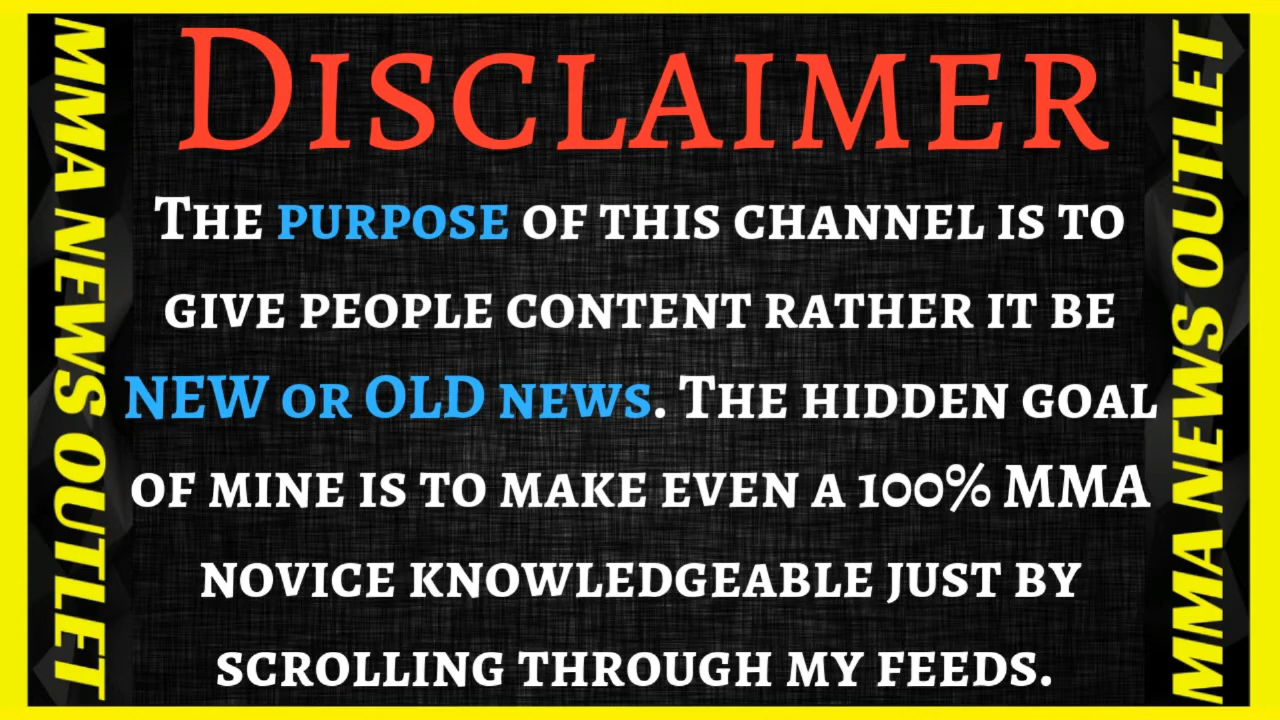 DISCLAIMER
THE PURPOSE OF THIS CHANNEL IS TO
GIVE PEOPLE CONTENT RATHER IT BE
NEW OR OLD NEWS. THE HIDDEN GOAL
OF MINE IS TO MAKE EVEN A 100% MMA
NOVICE KNOWLEDGEABLE JUST BY
SCROLLING THROUGH MY FEEDS.
MMA NEWS OUTLET
MMA NEWS OUTLET